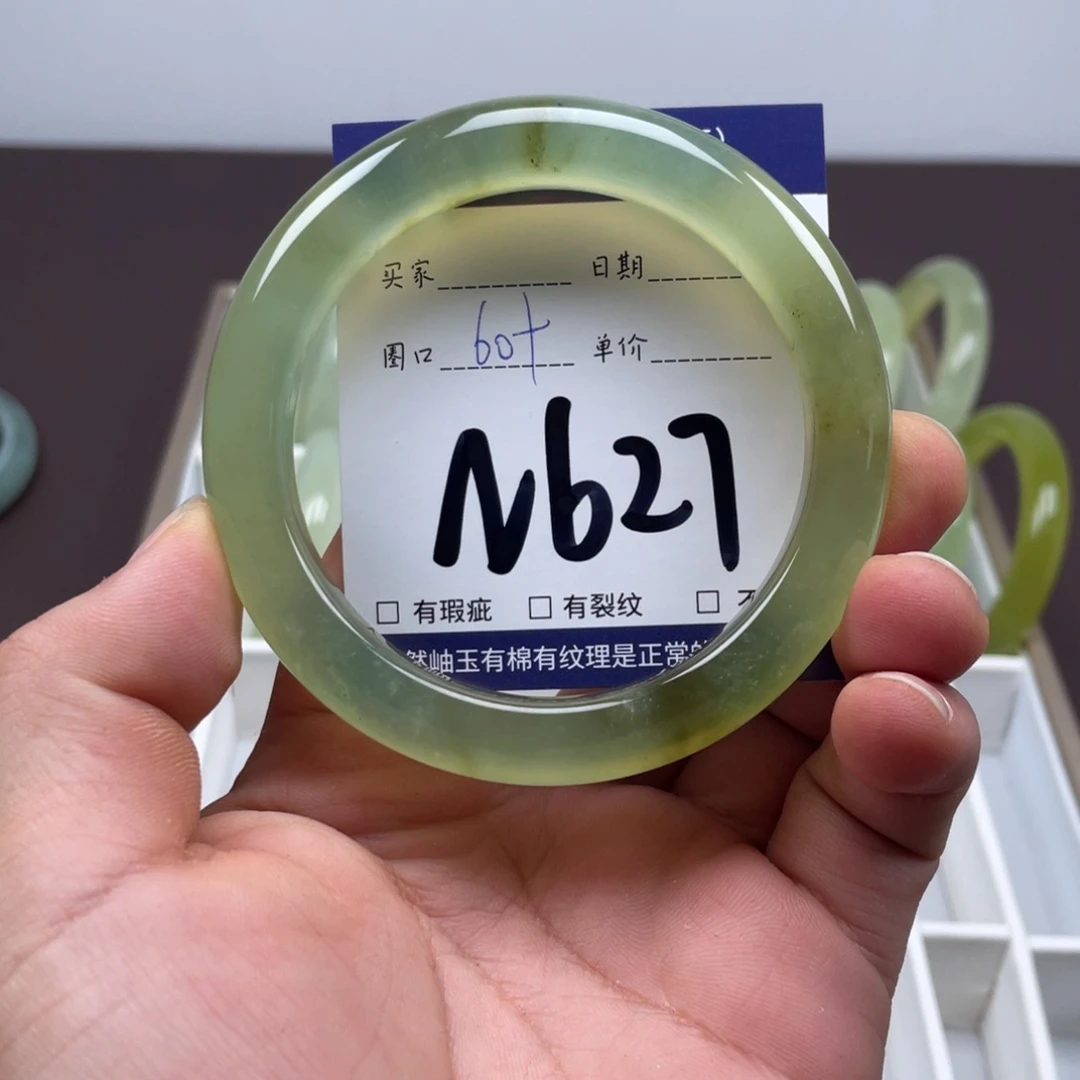 买家__________ 日期_______
圈口 60+ 单价_________
N627
□ 有瑕疵 □ 有裂纹 □
然岫玉有棉有纹理是正常